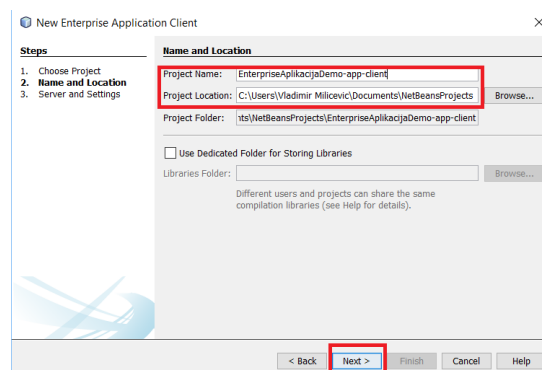 New Enterprise Application Client
Steps
1. Choose Project
2. Name and Location
3. Server and Settings
Name and Location
Project Name: EnterpriseAplikacijaDemo-app-client
Project Location: C:\Users\Vladimir Milicevic\Documents\NetBeansProjects Browse...
Project Folder: nts\NetBeansProjects\EnterpriseAplikacijaDemo-app-client
Use Dedicated Folder for Storing Libraries
Libraries Folder: Browse...
Different users and projects can share the same
compilation libraries (see Help for details).
< Back Next > Finish Cancel Help